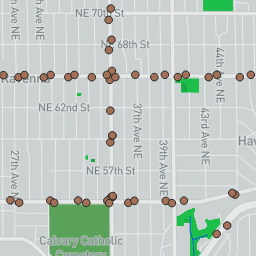 NE 70th St
NE 68th St
Ravenna
NE 62nd St
NE 57th St
27th Ave NE
37th Ave NE
39th Ave NE
43rd Ave NE
44th Ave NE
Calvary Catholic
Cemetery